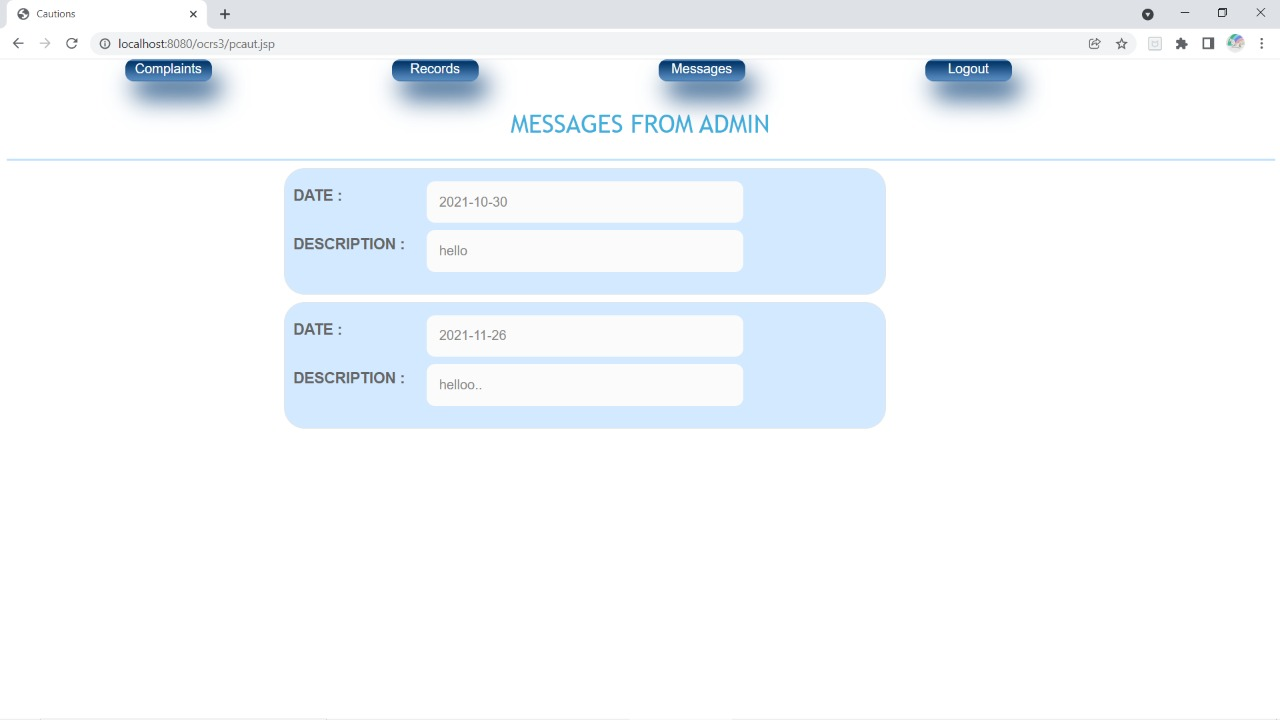 Cautions
localhost:8080/ocrs3/pcaut.jsp
Complaints Records Messages Logout
MESSAGES FROM ADMIN
DATE : 2021-10-30
DESCRIPTION : hello
DATE : 2021-11-26
DESCRIPTION : helloo..